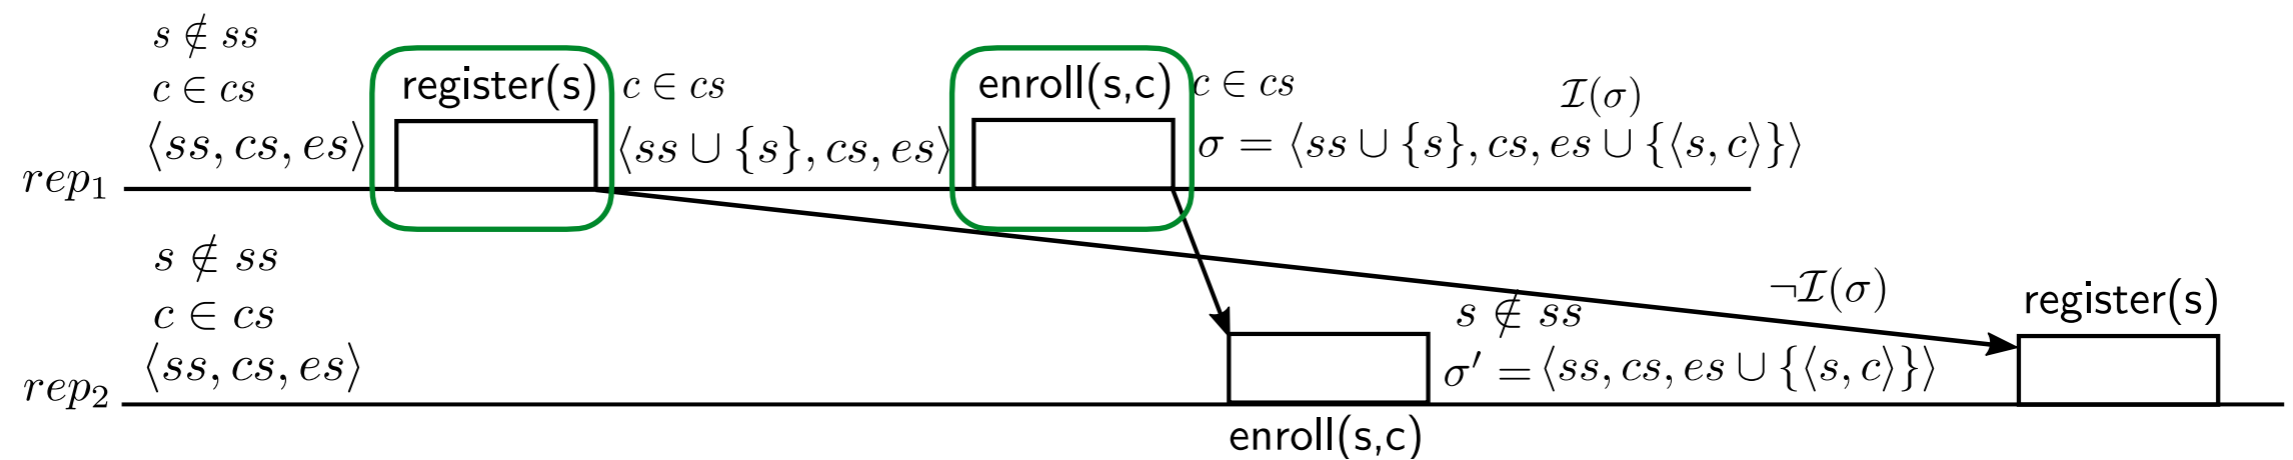 s ∉ ss
c ∈ cs
⟨ss, cs, es⟩
register(s)
c ∈ cs
⟨ss ∪ {s}, cs, es⟩
enroll(s,c)
c ∈ cs
ℐ(σ)
σ = ⟨ss ∪ {s}, cs, es ∪ {⟨s, c⟩}⟩
rep₁
s ∉ ss
c ∈ cs
⟨ss, cs, es⟩
rep₂
s ∉ ss
σ′ = ⟨ss, cs, es ∪ {⟨s, c⟩}⟩
enroll(s,c)
¬ℐ(σ)
register(s)